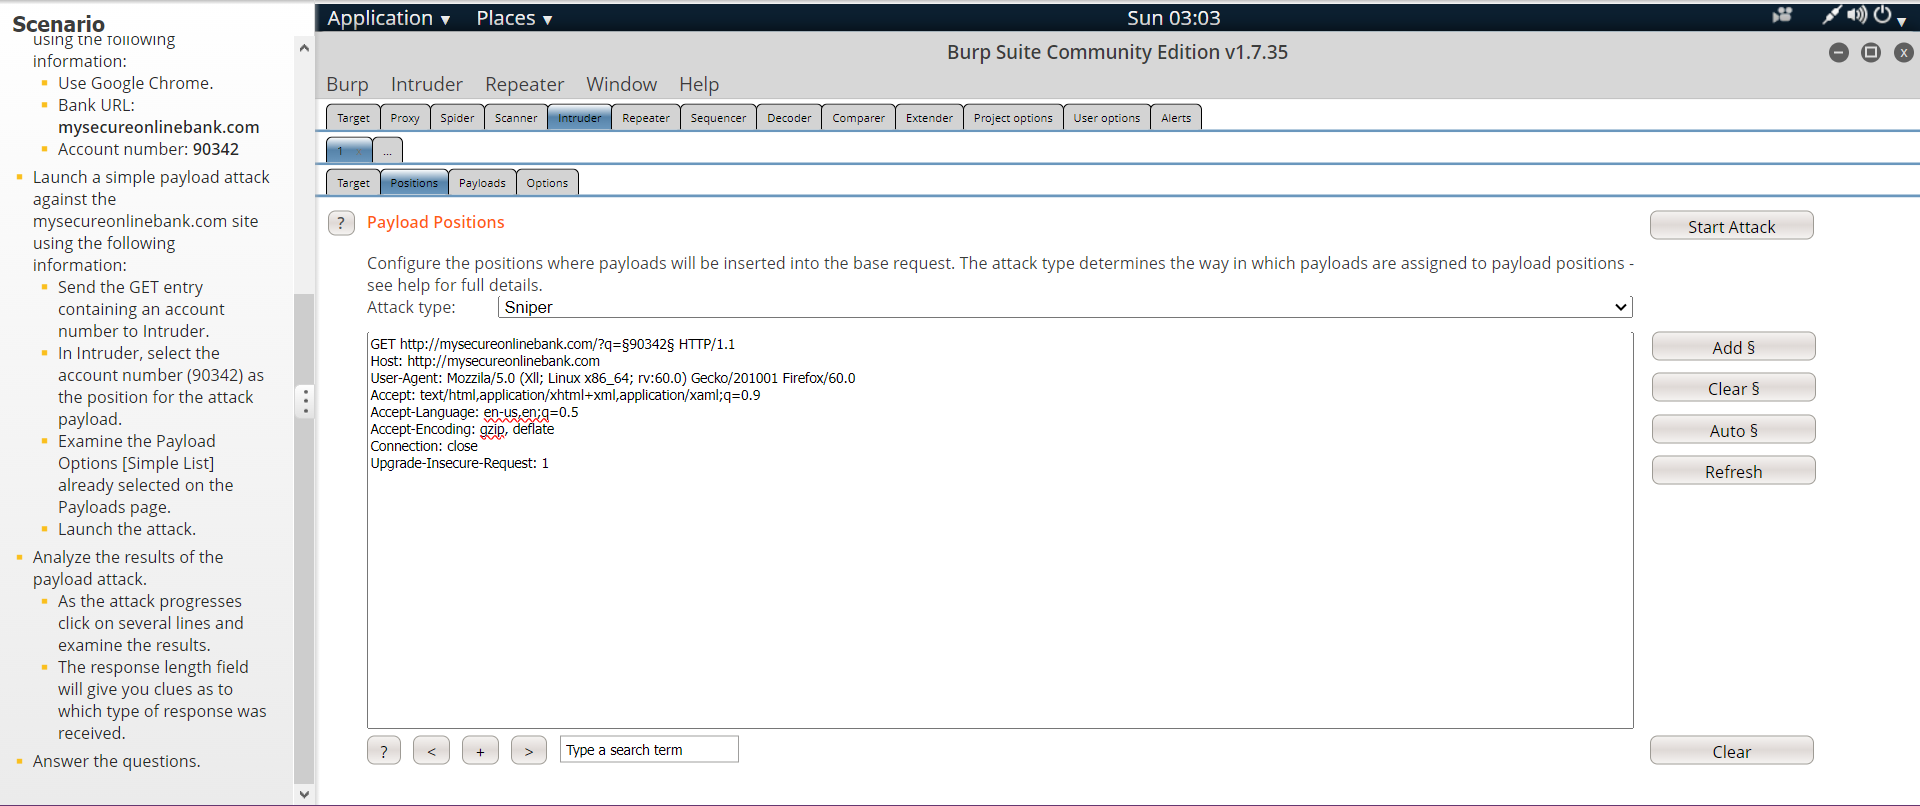 Scenario
using the following
information:
Use Google Chrome.
Bank URL:
mysecureonlinebank.com
Account number: 90342
Launch a simple payload attack
against the
mysecureonlinebank.com site
using the following
information:
Send the GET entry
containing an account
number to Intruder.
In Intruder, select the
account number (90342) as
the position for the attack
payload.
Examine the Payload
Options [Simple List]
already selected on the
Payloads page.
Launch the attack.
Analyze the results of the
payload attack.
As the attack progresses
click on several lines and
examine the results.
The response length field
will give you clues as to
which type of response was
received.
Answer the questions.
Application ▾ Places ▾ Sun 03:03
Burp Suite Community Edition v1.7.35
Burp Intruder Repeater Window Help
Target Proxy Spider Scanner Intruder Repeater Sequencer Decoder Comparer Extender Project options User options Alerts
1 ...
Target Positions Payloads Options
? Payload Positions Start Attack
Configure the positions where payloads will be inserted into the base request. The attack type determines the way in which payloads are assigned to payload positions -
see help for full details.
Attack type: Sniper
GET http://mysecureonlinebank.com/?q=§90342§ HTTP/1.1
Host: http://mysecureonlinebank.com
User-Agent: Mozzila/5.0 (Xll; Linux x86_64; rv:60.0) Gecko/201001 Firefox/60.0
Accept: text/html,application/xhtml+xml,application/xaml;q=0.9
Accept-Language: en-us,en;q=0.5
Accept-Encoding: gzip, deflate
Connection: close
Upgrade-Insecure-Request: 1
Add §
Clear §
Auto §
Refresh
? < + > Type a search term Clear